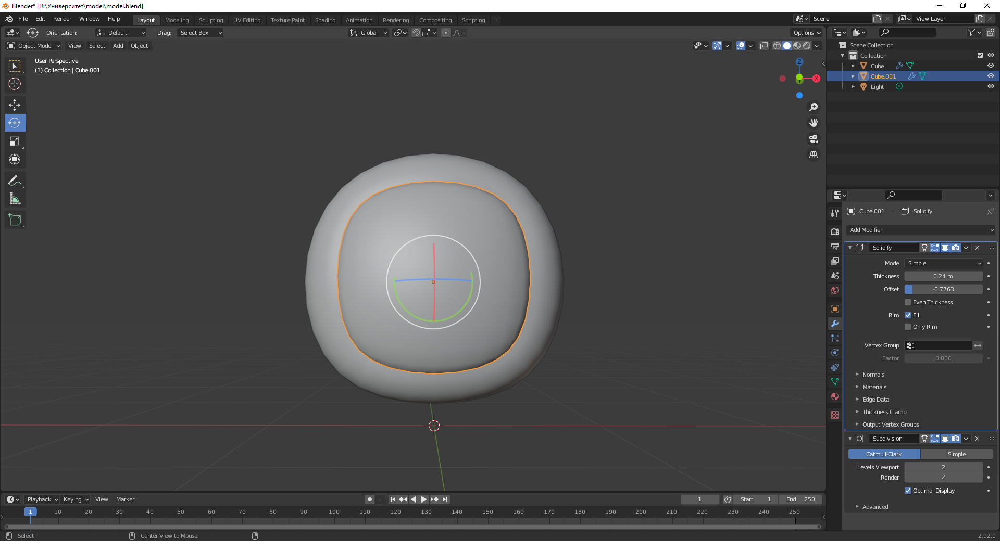 Blender* [D:\Университет\model\model.blend]
File Edit Render Window Help Layout Modeling Sculpting UV Editing Texture Paint Shading Animation Rendering Compositing Scripting + Scene View Layer
Orientation: Default Drag: Select Box Global Options
Object Mode View Select Add Object
User Perspective
(1) Collection | Cube.001
Z
X
Y
Scene Collection
Collection
Cube
Cube.001
Light
Cube.001 Solidify
Add Modifier
Solidify
Mode Simple
Thickness 0.24 m
Offset -0.7763
Even Thickness
Rim Fill
Only Rim
Vertex Group
Factor 0.000
Normals
Materials
Edge Data
Thickness Clamp
Output Vertex Groups
Subdivision
Catmull-Clark Simple
Levels Viewport 2
Render 2
Optimal Display
Advanced
Playback Keying View Marker 1 Start 1 End 250
1 10 20 30 40 50 60 70 80 90 100 110 120 130 140 150 160 170 180 190 200 210 220 230 240 250
Select Center View to Mouse 2.92.0